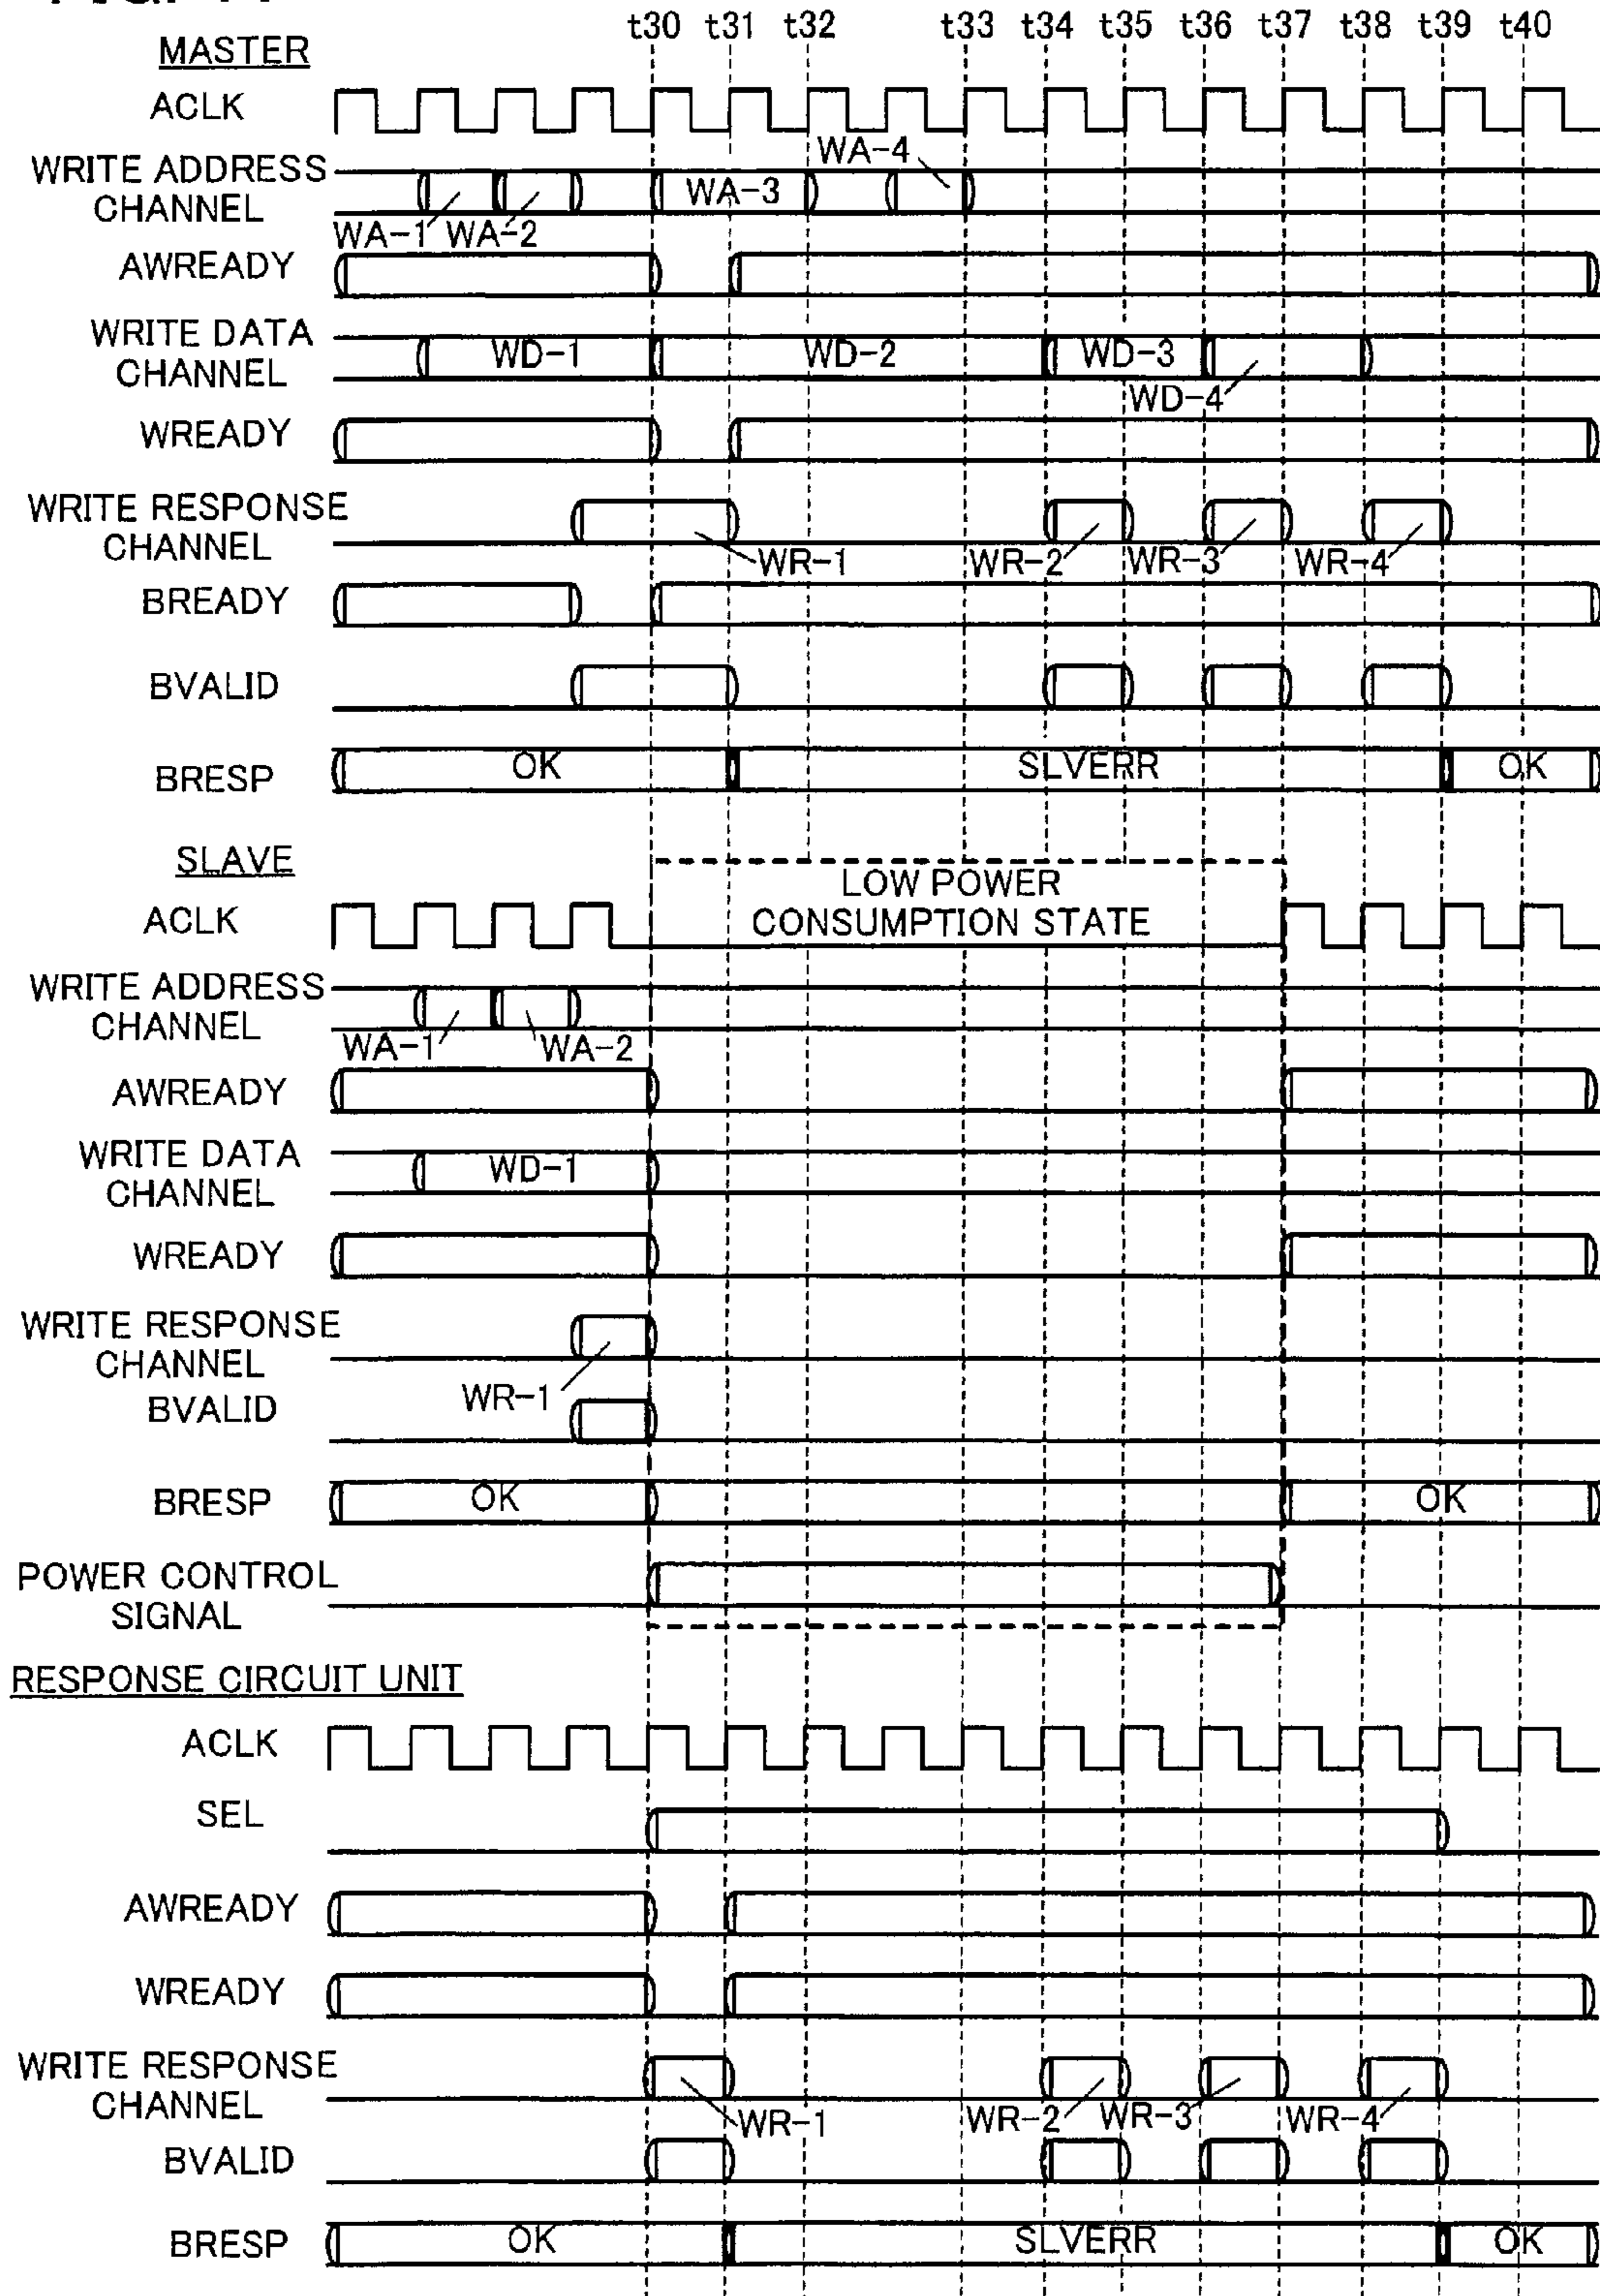 t30 t31 t32 t33 t34 t35 t36 t37 t38 t39 t40
MASTER
ACLK
WA-4
WRITE ADDRESS
CHANNEL
WA-3
WA-1 WA-2
AWREADY
WRITE DATA
CHANNEL
WD-1 WD-2 WD-3
WD-4
WREADY
WRITE RESPONSE
CHANNEL
WR-1 WR-2 WR-3 WR-4
BREADY
BVALID
BRESP OK SLVERR OK
SLAVE
LOW POWER
CONSUMPTION STATE
ACLK
WRITE ADDRESS
CHANNEL
WA-1 WA-2
AWREADY
WRITE DATA
CHANNEL
WD-1
WREADY
WRITE RESPONSE
CHANNEL
WR-1
BVALID
BRESP OK OK
POWER CONTROL
SIGNAL
RESPONSE CIRCUIT UNIT
ACLK
SEL
AWREADY
WREADY
WRITE RESPONSE
CHANNEL
WR-1 WR-2 WR-3 WR-4
BVALID
BRESP OK SLVERR OK